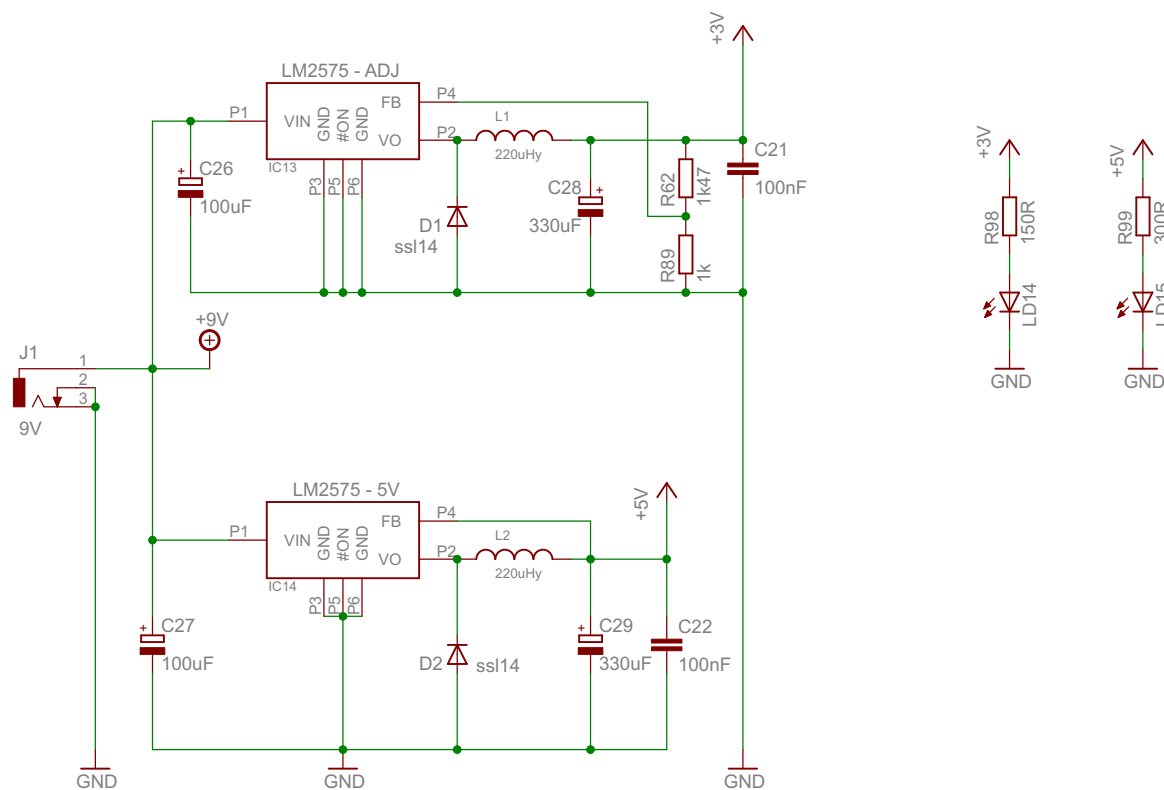 +3V
LM2575 - ADJ
P1
VIN
GND
#ON
GND
FB
VO
P4
P2
IC13
P3
P5
P6
L1
220uHy
+
C26
100uF
D1
ssl14
C28
+
330uF
R62
1k47
R89
1k
C21
100nF
+3V
R98
150R
LD14
GND
+5V
R99
300R
LD15
GND
+9V
J1
1
2
3
9V
LM2575 - 5V
P1
VIN
GND
#ON
GND
FB
VO
P4
P2
IC14
P3
P5
P6
L2
220uHy
+5V
+
C27
100uF
D2
ssl14
+
C29
330uF
C22
100nF
GND
GND
GND